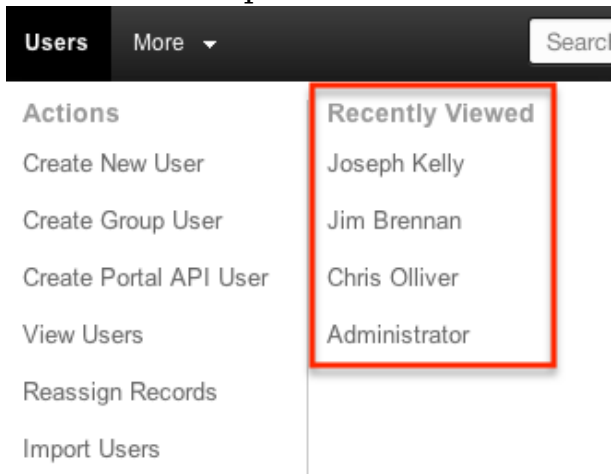 Users More Search
Actions
Create New User
Create Group User
Create Portal API User
View Users
Reassign Records
Import Users
Recently Viewed
Joseph Kelly
Jim Brennan
Chris Olliver
Administrator